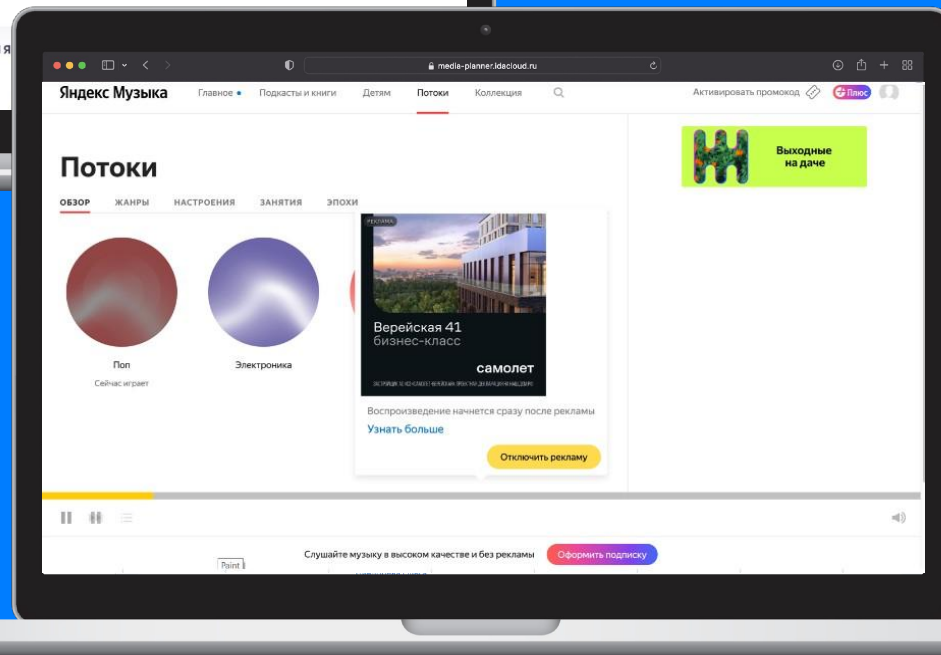 ия
media-planner.idacloud.ru
Яндекс Музыка
Главное
Подкасты и книги
Детям
Потоки
Коллекция
Активировать промокод
Плюс
Потоки
ОБЗОР
ЖАНРЫ
НАСТРОЕНИЯ
ЗАНЯТИЯ
ЭПОХИ
Выходные
на даче
РЕКЛАМА
Верейская 41
бизнес-класс
самолет
Поп
Сейчас играет
Электроника
Воспроизведение начнется сразу после рекламы
Узнать больше
Отключить рекламу
Слушайте музыку в высоком качестве и без рекламы
Оформить подписку
Paint